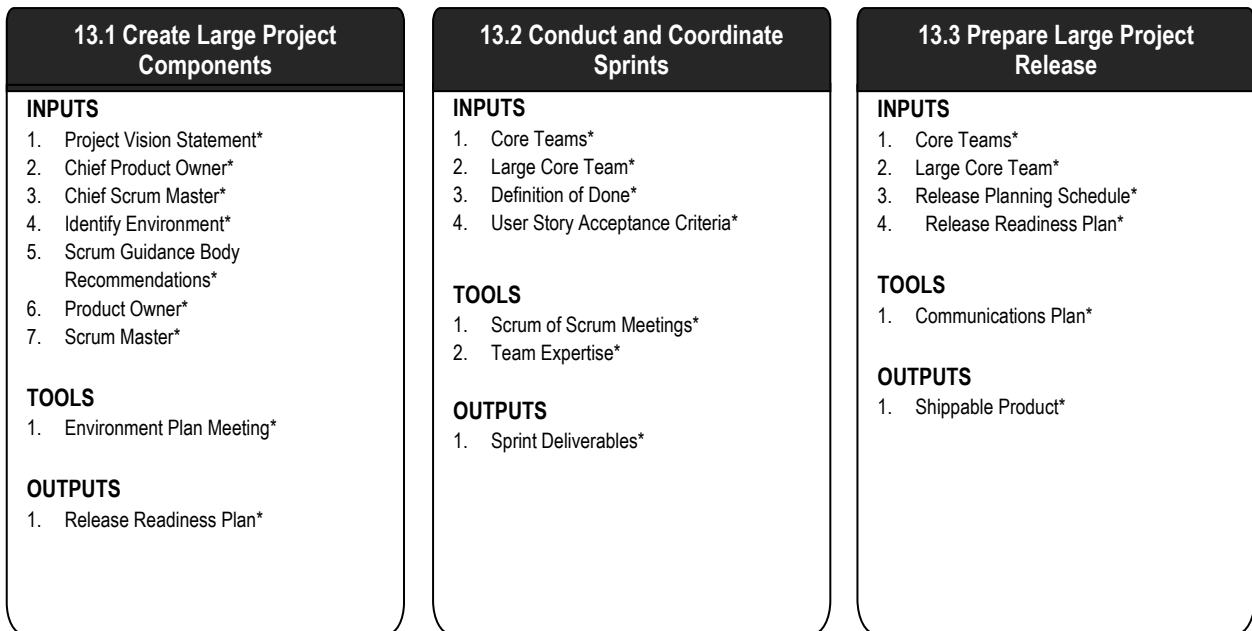 13.1 Create Large Project
Components
INPUTS
1. Project Vision Statement*
2. Chief Product Owner*
3. Chief Scrum Master*
4. Identify Environment*
5. Scrum Guidance Body
Recommendations*
6. Product Owner*
7. Scrum Master*
TOOLS
1. Environment Plan Meeting*
OUTPUTS
1. Release Readiness Plan*
13.2 Conduct and Coordinate
Sprints
INPUTS
1. Core Teams*
2. Large Core Team*
3. Definition of Done*
4. User Story Acceptance Criteria*
TOOLS
1. Scrum of Scrum Meetings*
2. Team Expertise*
OUTPUTS
1. Sprint Deliverables*
13.3 Prepare Large Project
Release
INPUTS
1. Core Teams*
2. Large Core Team*
3. Release Planning Schedule*
4. Release Readiness Plan*
TOOLS
1. Communications Plan*
OUTPUTS
1. Shippable Product*